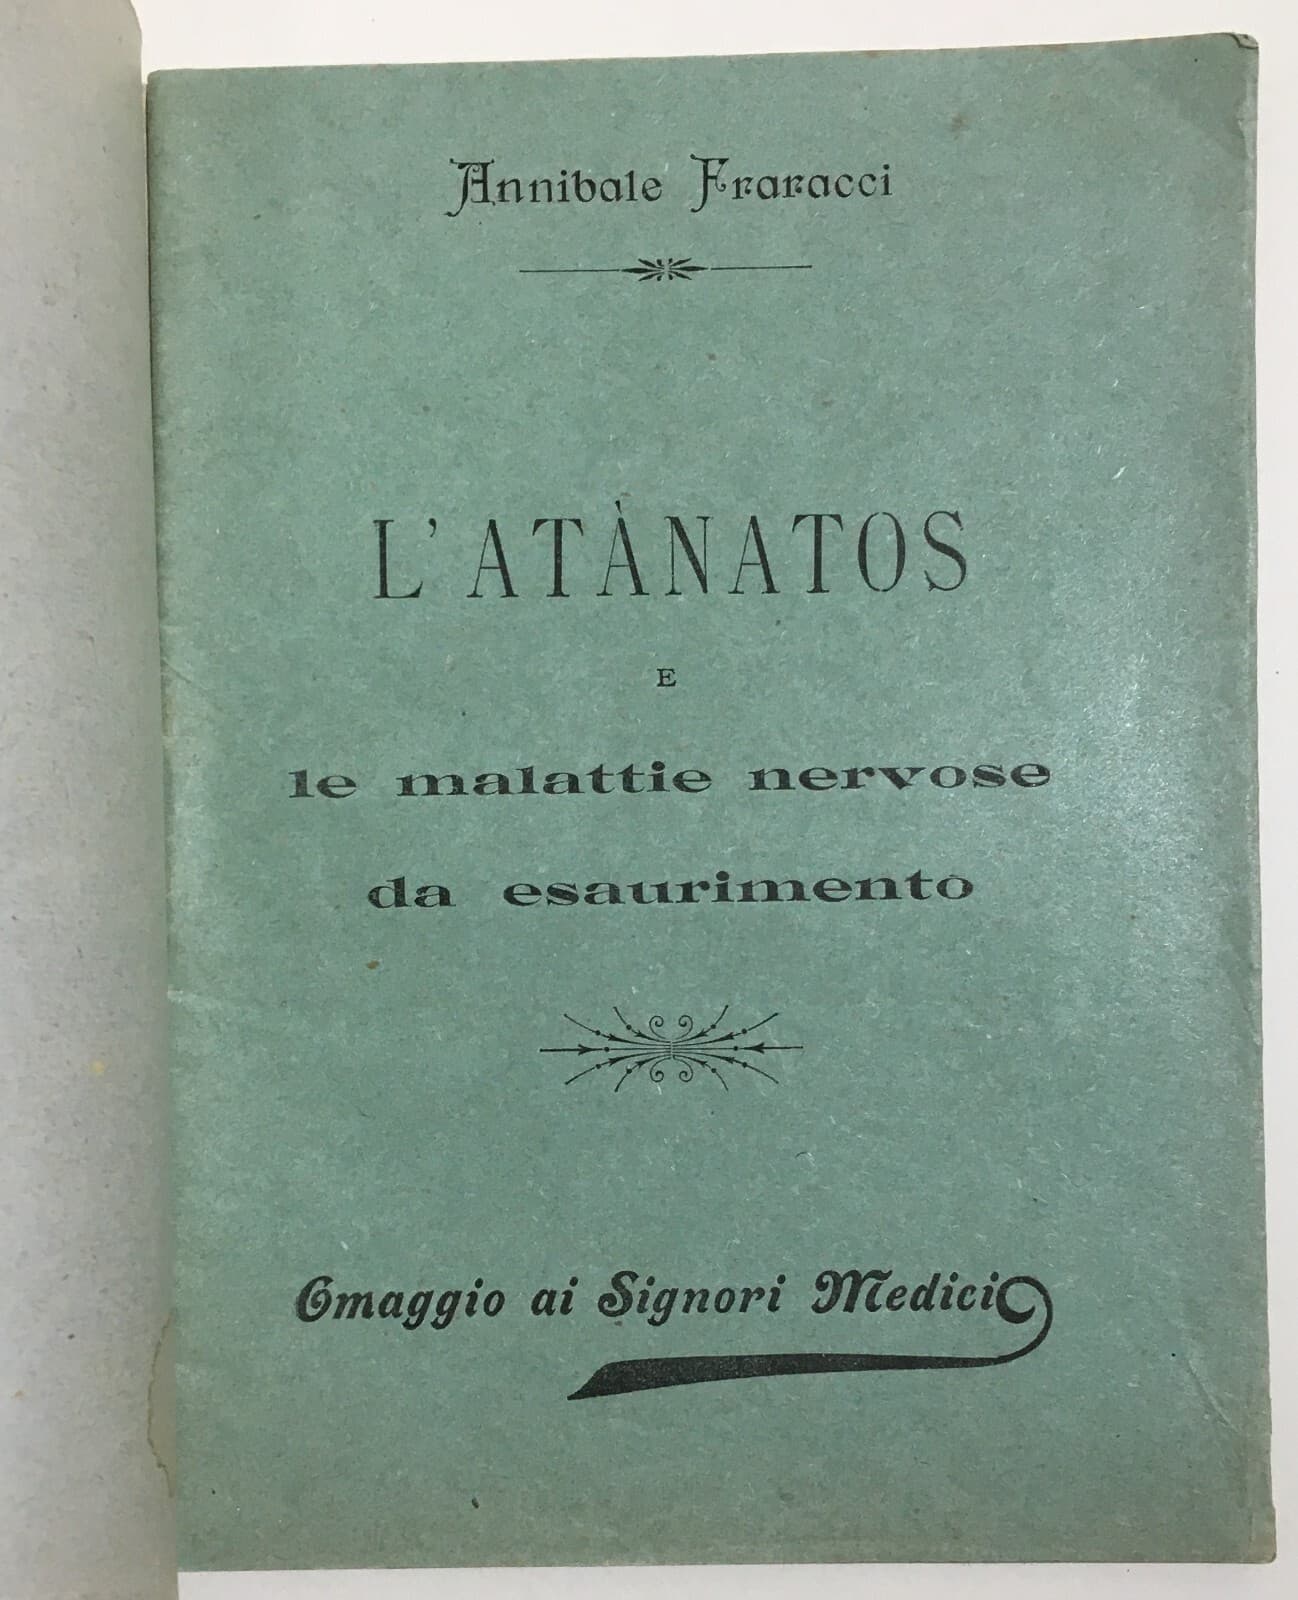 Annibale Fraracci
L'ATÀNATOS
E
le malattie nervose
da esaurimento
Omaggio ai Signori Medici